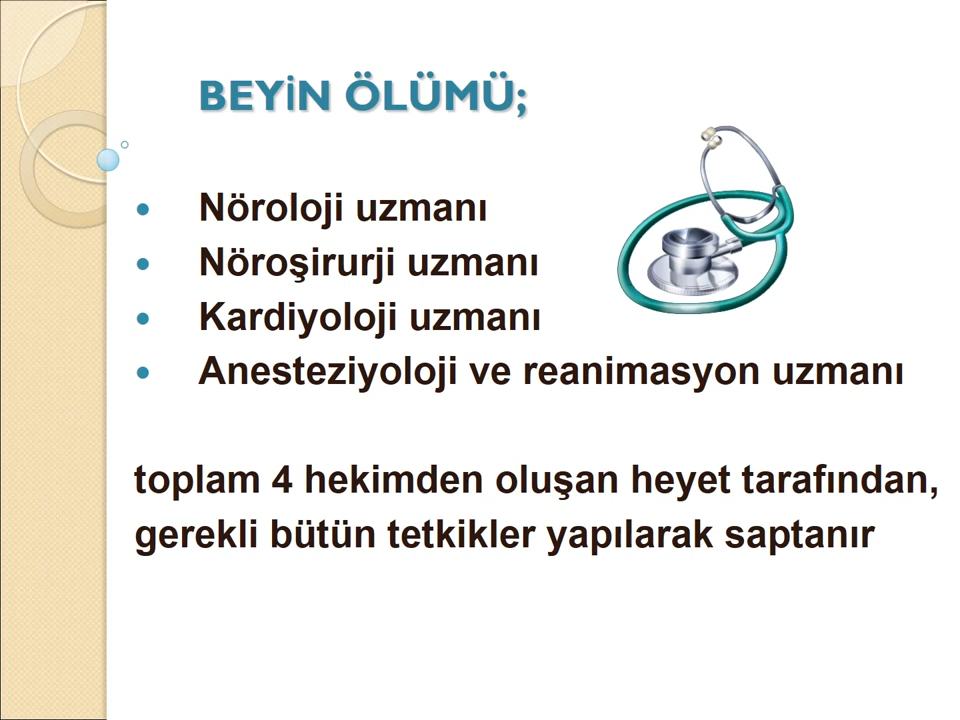 BEYİN ÖLÜMÜ;
• Nöroloji uzmanı
• Nöroşirurji uzmanı
• Kardiyoloji uzmanı
• Anesteziyoloji ve reanimasyon uzmanı
toplam 4 hekimden oluşan heyet tarafından,
gerekli bütün tetkikler yapılarak saptanır